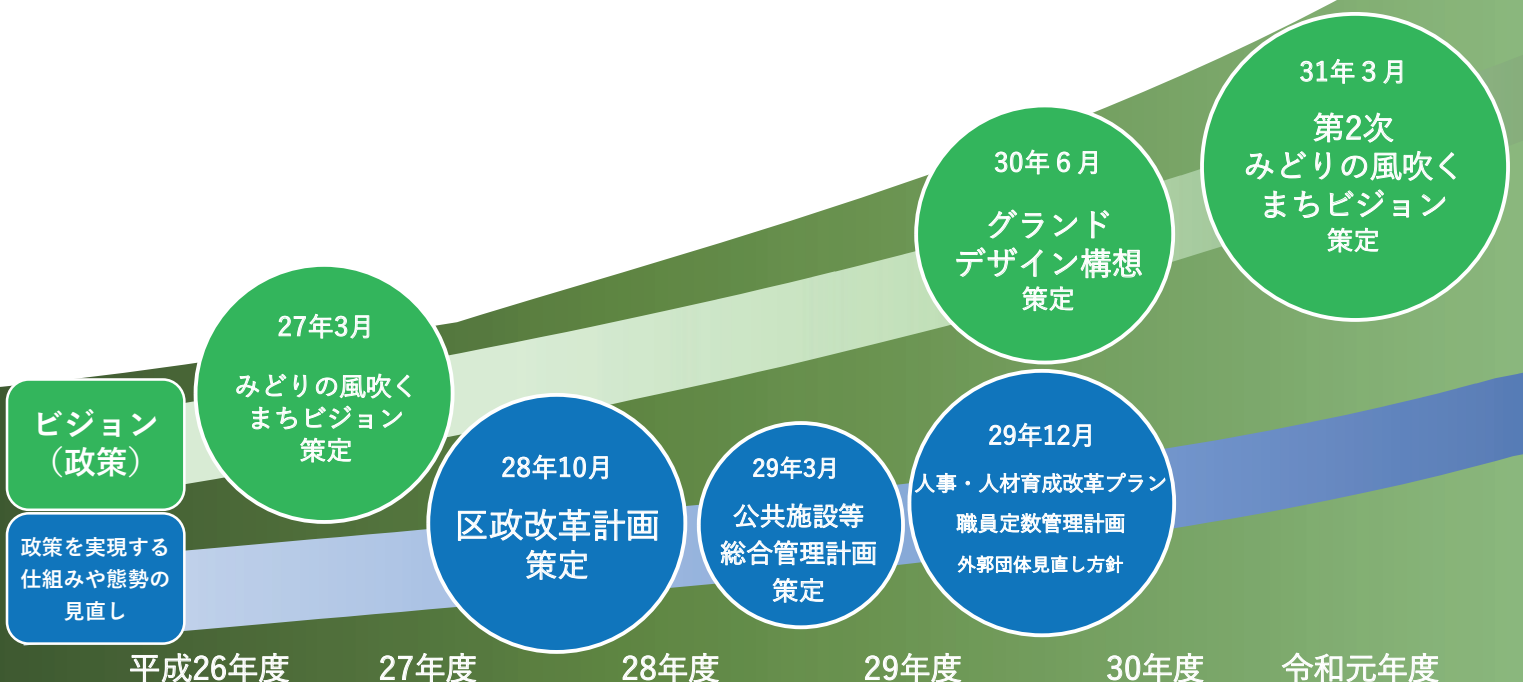 ビジョン
（政策）
27年3月
みどりの風吹く
まちビジョン
策定
30年６月
グランド
デザイン構想
策定
31年３月
第2次
みどりの風吹く
まちビジョン
策定
政策を実現する
仕組みや態勢の
見直し
28年10月
区政改革計画
策定
29年3月
公共施設等
総合管理計画
策定
29年12月
人事・人材育成改革プラン
職員定数管理計画
外郭団体見直し方針
平成26年度 27年度 28年度 29年度 30年度 令和元年度